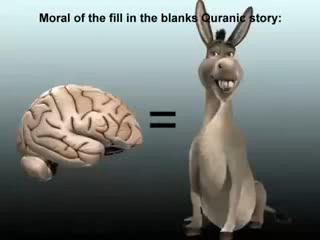 Moral of the fill in the blanks Quranic story:
=